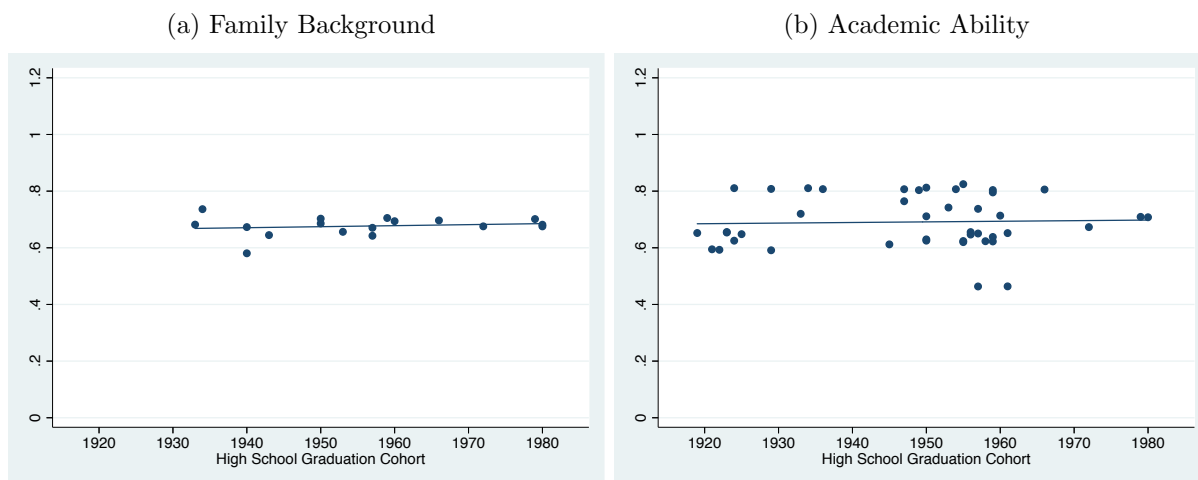 (a) Family Background
1.2
1
.8
.6
.4
.2
0
1920 1930 1940 1950 1960 1970 1980
High School Graduation Cohort
(b) Academic Ability
1.2
1
.8
.6
.4
.2
0
1920 1930 1940 1950 1960 1970 1980
High School Graduation Cohort